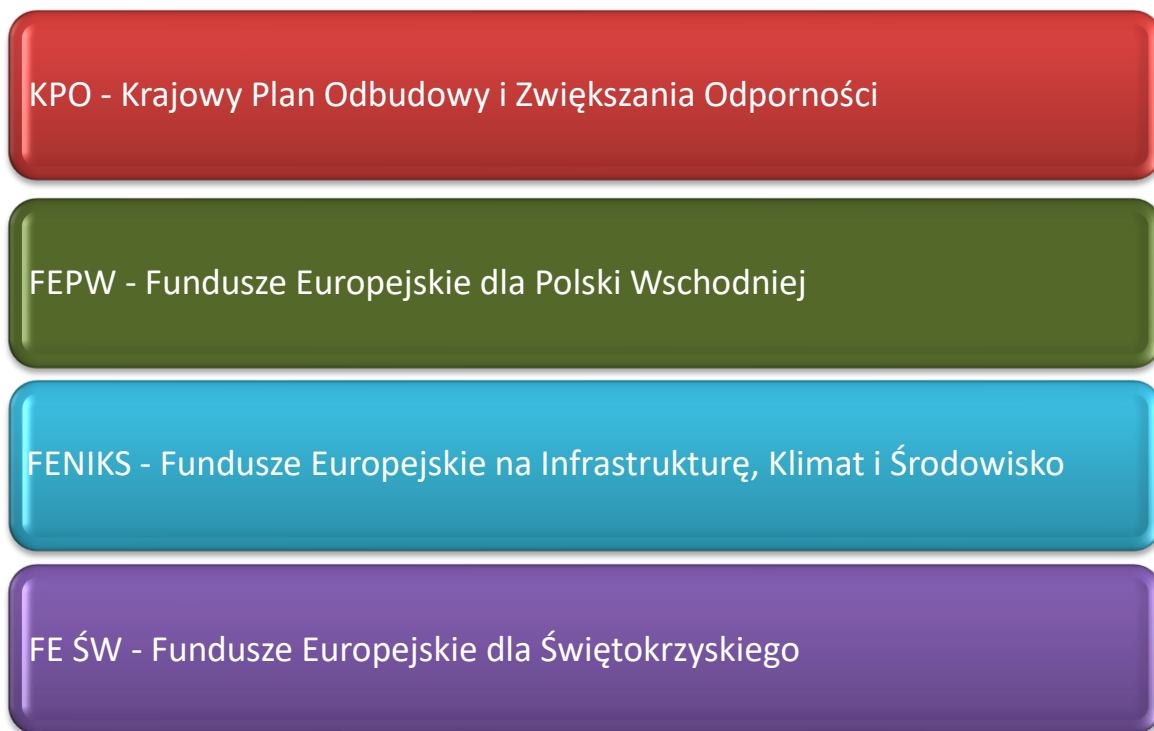 KPO - Krajowy Plan Odbudowy i Zwiększania Odporności
FEPW - Fundusze Europejskie dla Polski Wschodniej
FENIKS - Fundusze Europejskie na Infrastrukturę, Klimat i Środowisko
FE ŚW - Fundusze Europejskie dla Świętokrzyskiego